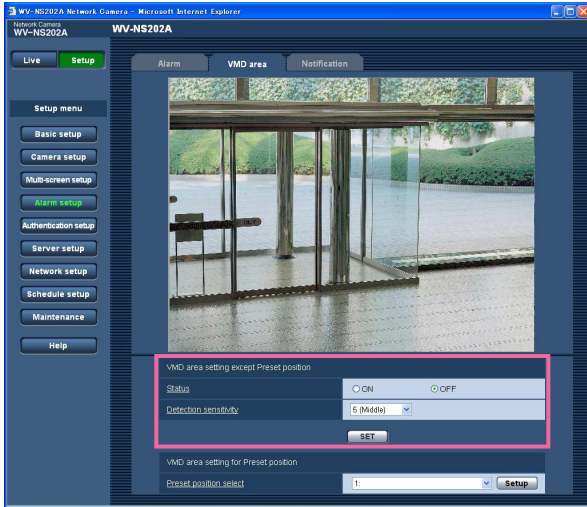 WV-NS202A Network Camera - Microsoft Internet Explorer
Network Camera
WV-NS202A
WV-NS202A
Live Setup
Alarm VMD area Notification
Setup menu
Basic setup
Camera setup
Multi-screen setup
Alarm setup
Authentication setup
Server setup
Network setup
Schedule setup
Maintenance
Help
OUT
VMD area setting except Preset position
Status ON OFF
Detection sensitivity 5 (Middle)
SET
VMD area setting for Preset position
Preset position select 1: Setup